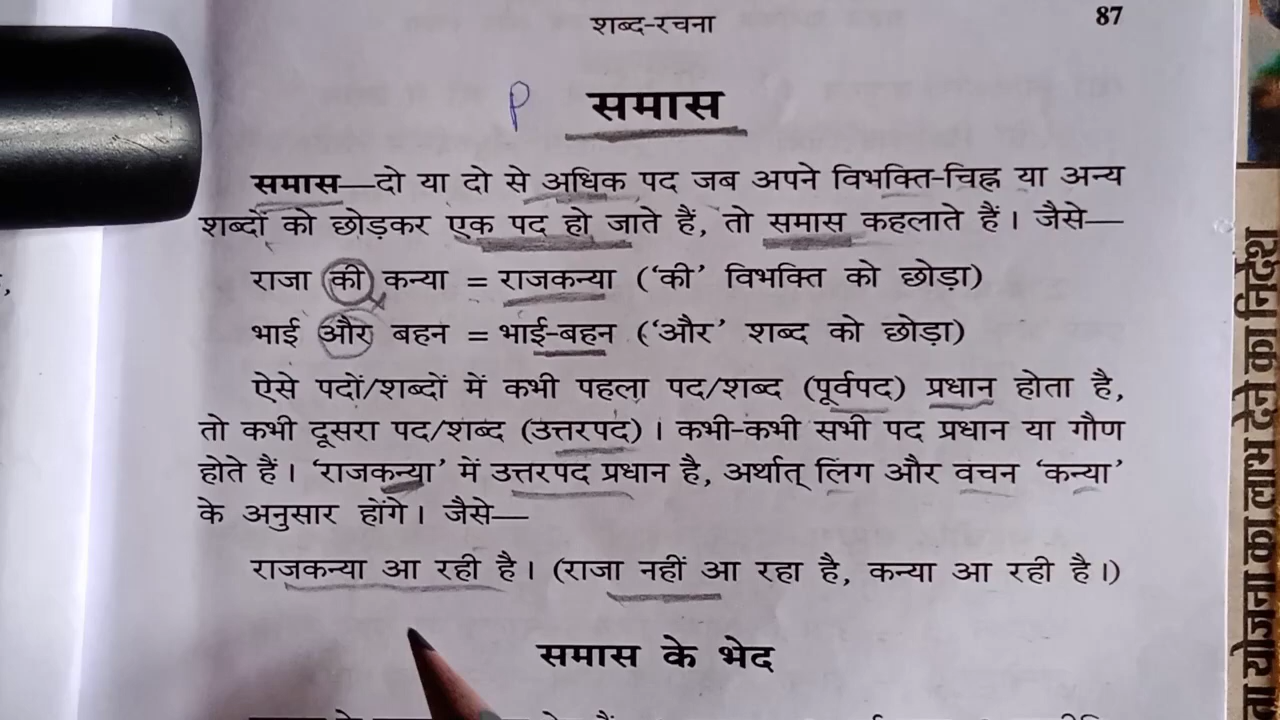 शब्द-रचना
87
P
समास
समास—दो या दो से अधिक पद जब अपने विभक्ति-चिह्न या अन्य
शब्दों को छोड़कर एक पद हो जाते हैं, तो समास कहलाते हैं। जैसे—
राजा की कन्या = राजकन्या (‘की’ विभक्ति को छोड़ा)
भाई और बहन = भाई-बहन (‘और’ शब्द को छोड़ा)
ऐसे पदों/शब्दों में कभी पहला पद/शब्द (पूर्वपद) प्रधान होता है,
तो कभी दूसरा पद/शब्द (उत्तरपद)। कभी-कभी सभी पद प्रधान या गौण
होते हैं। ‘राजकन्या’ में उत्तरपद प्रधान है, अर्थात् लिंग और वचन ‘कन्या’
के अनुसार होंगे। जैसे—
राजकन्या आ रही है। (राजा नहीं आ रहा है, कन्या आ रही है।)
समास के भेद
योजना का लाभ देने का निर्देश